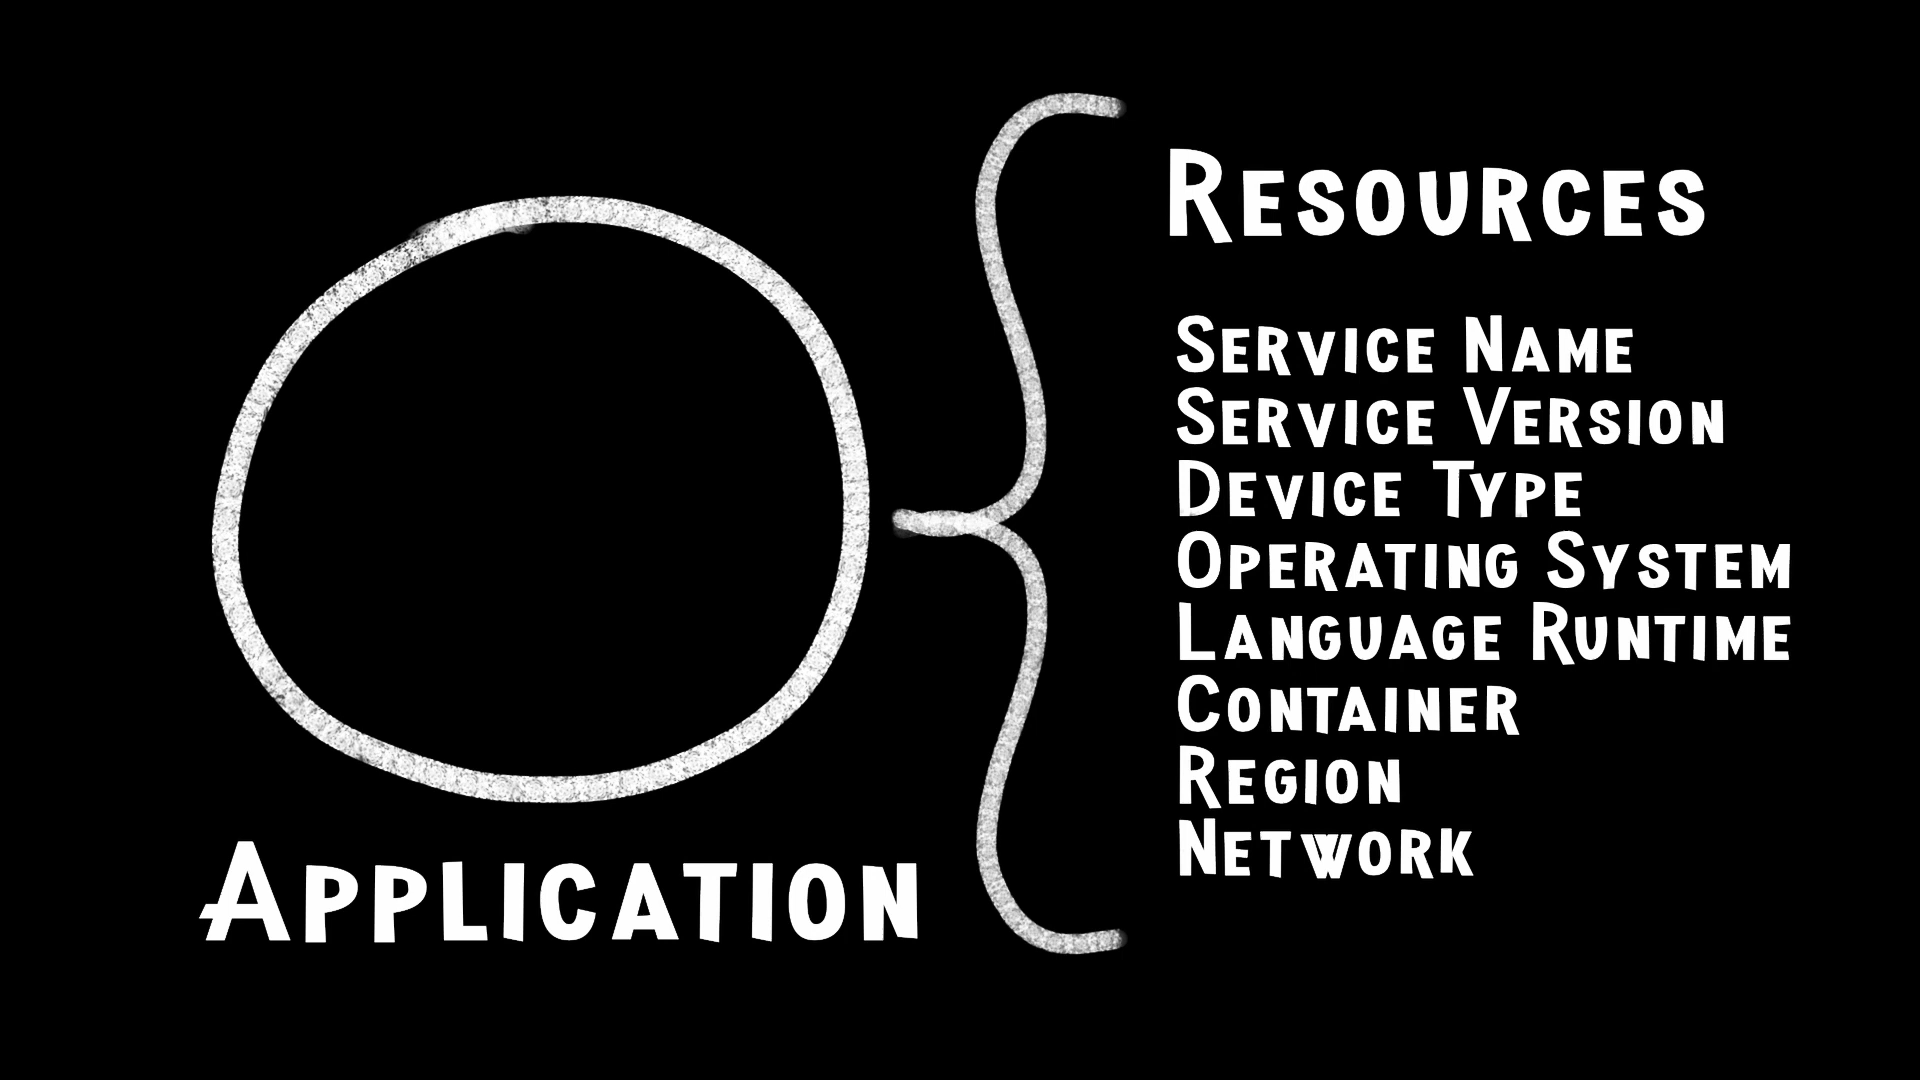 Application
Resources
Service Name
Service Version
Device Type
Operating System
Language Runtime
Container
Region
Network